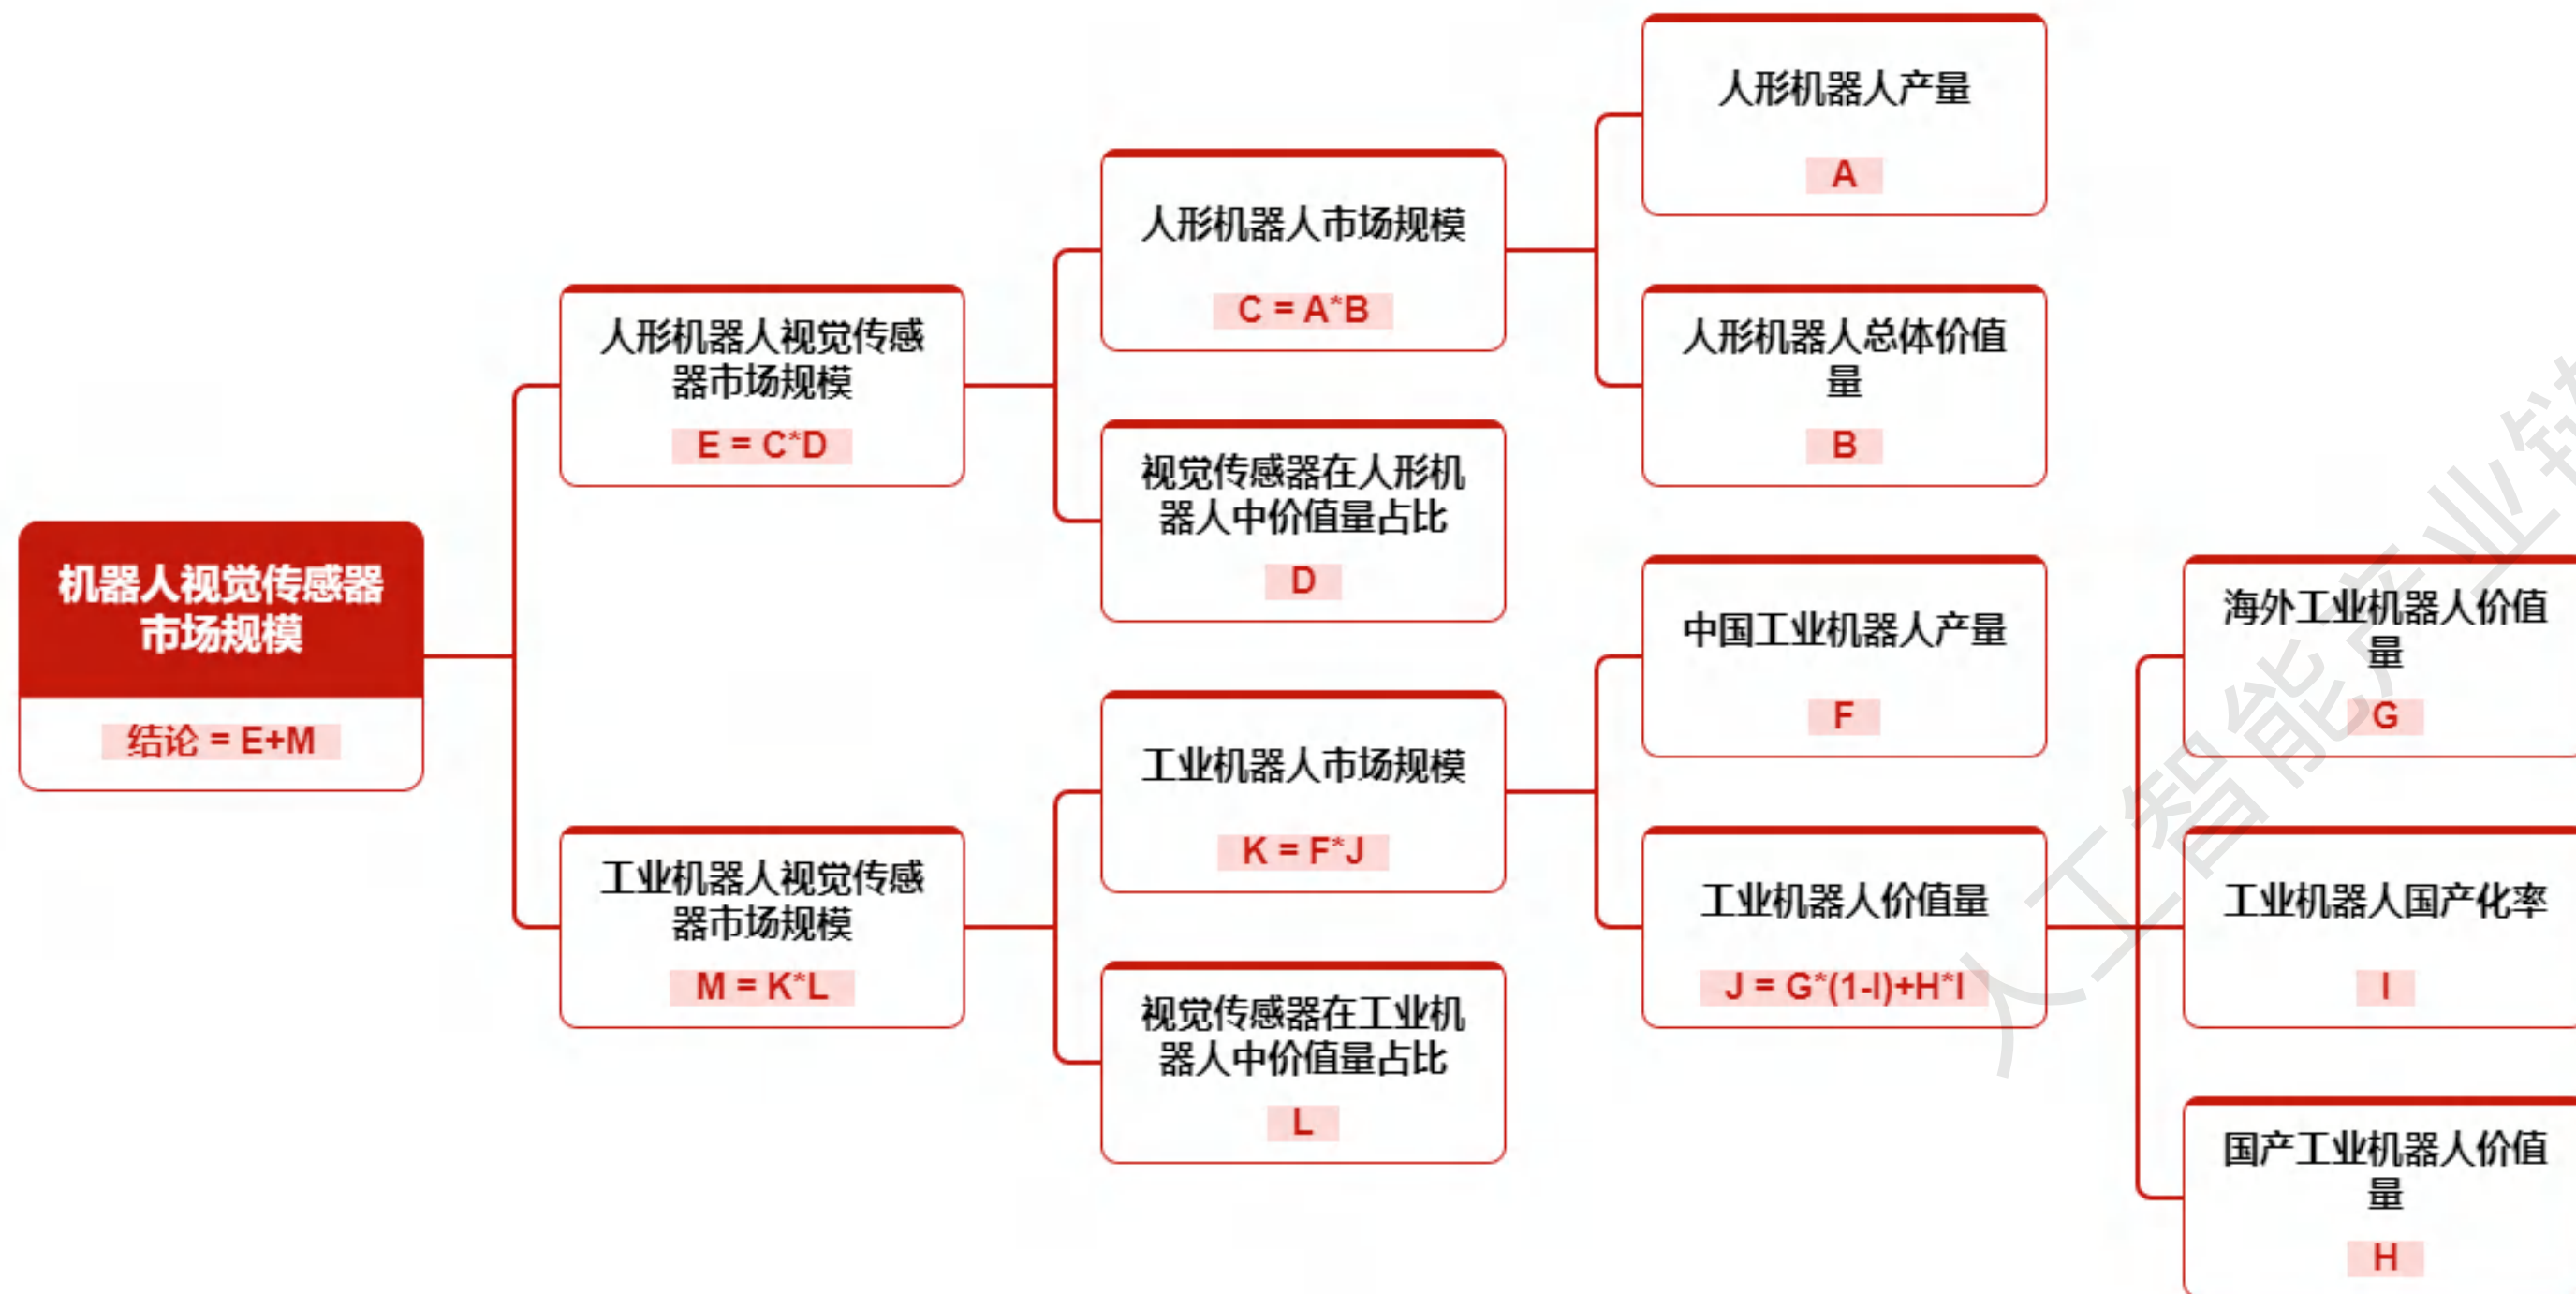 机器人视觉传感器
市场规模
结论 = E+M
人形机器人视觉传感
器市场规模
E = C*D
人形机器人市场规模
C = A*B
人形机器人产量
A
人形机器人总体价值
量
B
视觉传感器在人形机
器人中价值量占比
D
工业机器人视觉传感
器市场规模
M = K*L
工业机器人市场规模
K = F*J
中国工业机器人产量
F
工业机器人价值量
J = G*(1-I)+H*I
海外工业机器人价值
量
G
工业机器人国产化率
I
国产工业机器人价值
量
H
视觉传感器在工业机
器人中价值量占比
L
人工智能产业链